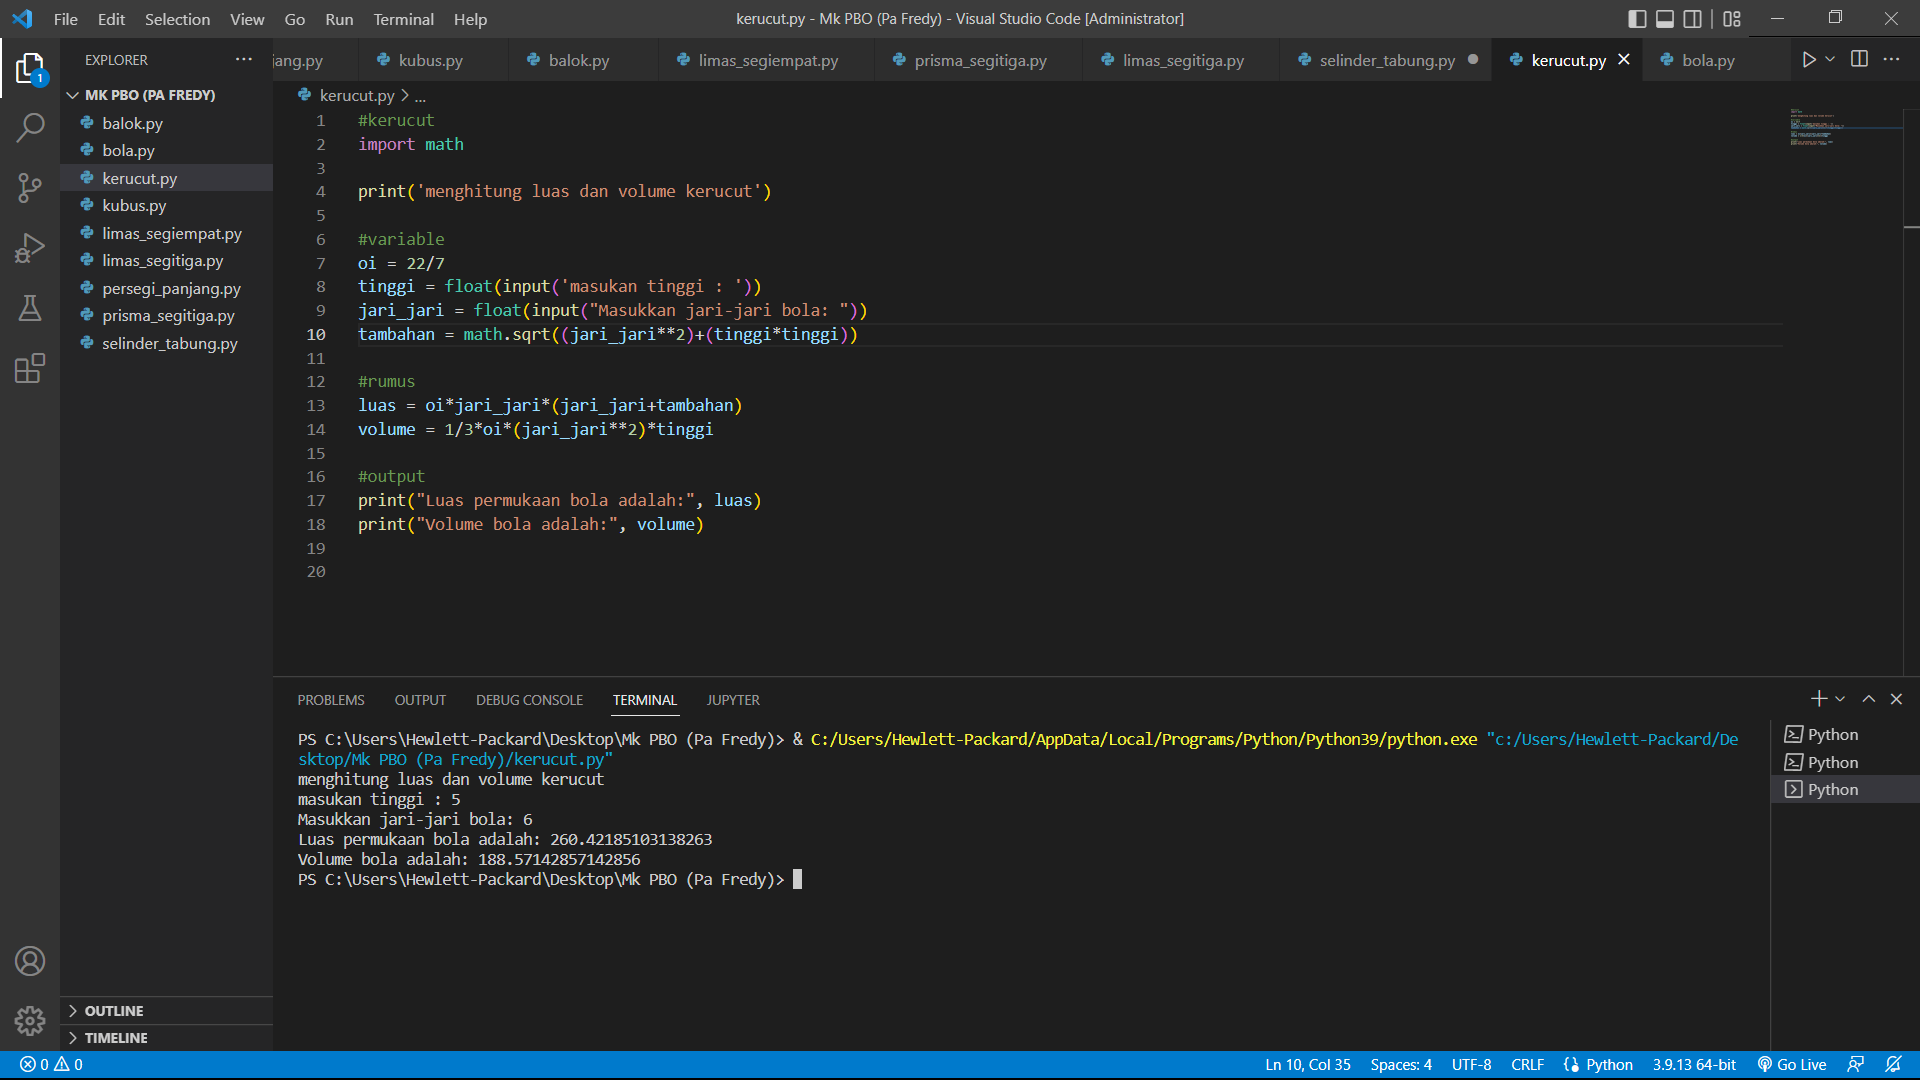 File Edit Selection View Go Run Terminal Help
kerucut.py - Mk PBO (Pa Fredy) - Visual Studio Code [Administrator]
EXPLORER
jang.py kubus.py balok.py limas_segiempat.py prisma_segitiga.py limas_segitiga.py selinder_tabung.py kerucut.py bola.py
1
MK PBO (PA FREDY)
balok.py
bola.py
kerucut.py
kubus.py
limas_segiempat.py
limas_segitiga.py
persegi_panjang.py
prisma_segitiga.py
selinder_tabung.py
OUTLINE
TIMELINE
kerucut.py > ...
1 #kerucut
2 import math
3
4 print('menghitung luas dan volume kerucut')
5
6 #variable
7 oi = 22/7
8 tinggi = float(input('masukan tinggi : '))
9 jari_jari = float(input("Masukkan jari-jari bola: "))
10 tambahan = math.sqrt((jari_jari**2)+(tinggi*tinggi))
11
12 #rumus
13 luas = oi*jari_jari*(jari_jari+tambahan)
14 volume = 1/3*oi*(jari_jari**2)*tinggi
15
16 #output
17 print("Luas permukaan bola adalah:", luas)
18 print("Volume bola adalah:", volume)
19
20
PROBLEMS OUTPUT DEBUG CONSOLE TERMINAL JUPYTER
PS C:\Users\Hewlett-Packard\Desktop\Mk PBO (Pa Fredy)> & C:/Users/Hewlett-Packard/AppData/Local/Programs/Python/Python39/python.exe "c:/Users/Hewlett-Packard/De
sktop/Mk PBO (Pa Fredy)/kerucut.py"
menghitung luas dan volume kerucut
masukan tinggi : 5
Masukkan jari-jari bola: 6
Luas permukaan bola adalah: 260.42185103138263
Volume bola adalah: 188.57142857142856
PS C:\Users\Hewlett-Packard\Desktop\Mk PBO (Pa Fredy)>
Python
Python
Python
0 0
Ln 10, Col 35 Spaces: 4 UTF-8 CRLF Python 3.9.13 64-bit Go Live